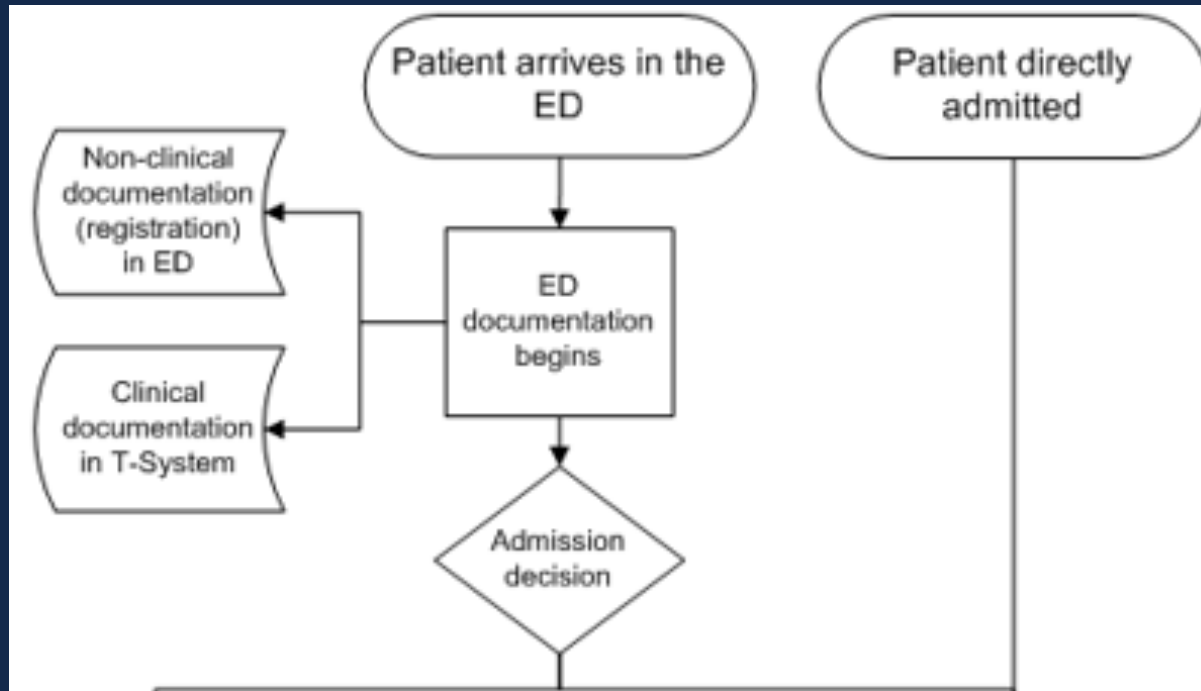 Patient arrives in the
ED
Patient directly
admitted
Non-clinical
documentation
(registration)
in ED
ED
documentation
begins
Clinical
documentation
in T-System
Admission
decision